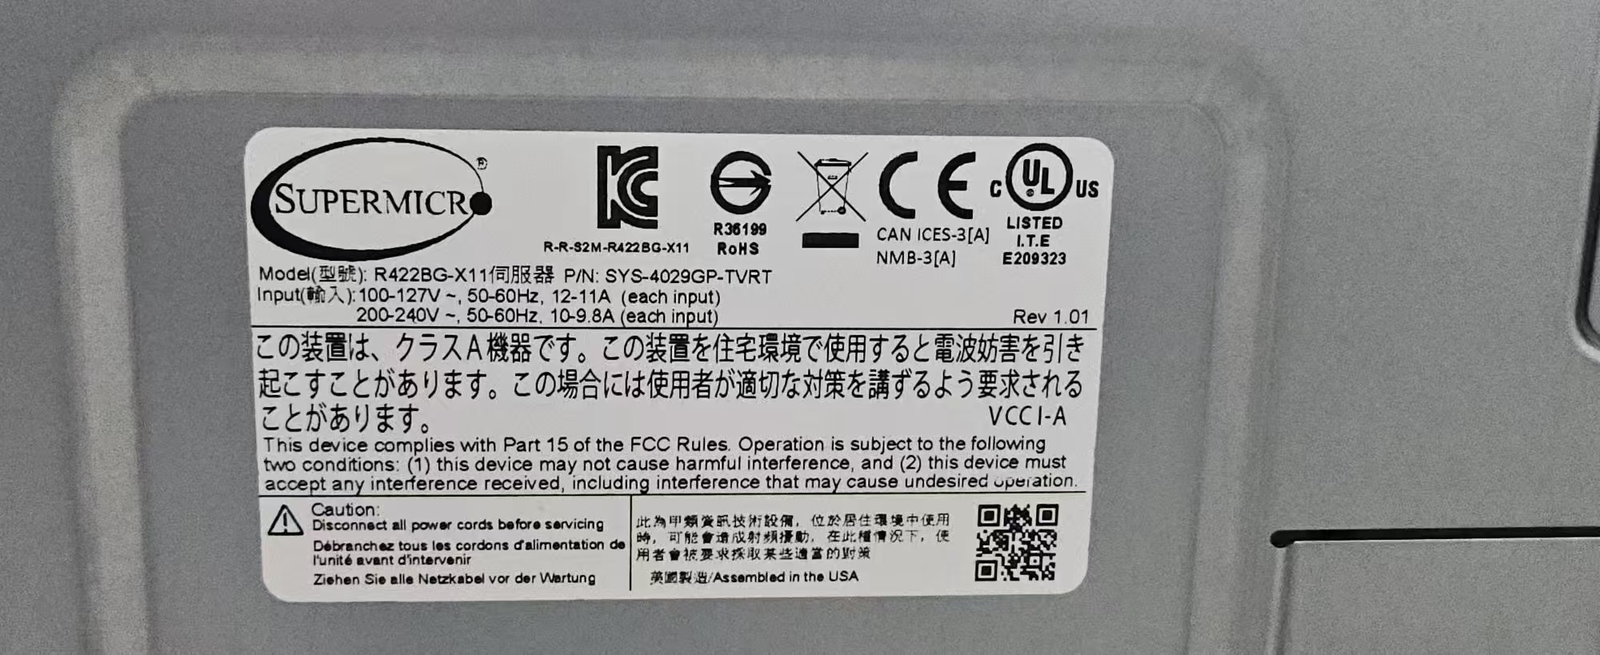 SUPERMICRO®
R-R-S2M-R422BG-X11
R36199
RoHS
CAN ICES-3[A]
NMB-3[A]
C UL US
LISTED
I.T.E
E209323
Model(型號): R422BG-X11伺服器 P/N: SYS-4029GP-TVRT
Input(輸入): 100-127V ~, 50-60Hz, 12-11A (each input)
200-240V ~, 50-60Hz, 10-9.8A (each input)
Rev 1.01
この装置は、クラスA機器です。この装置を住宅環境で使用すると電波妨害を引き
起こすことがあります。この場合には使用者が適切な対策を講ずるよう要求される
ことがあります。
VCCI-A
This device complies with Part 15 of the FCC Rules. Operation is subject to the following
two conditions: (1) this device may not cause harmful interference, and (2) this device must
accept any interference received, including interference that may cause undesired operation.
Caution:
Disconnect all power cords before servicing
Débranchez tous les cordons d'alimentation de
l'unité avant d'intervenir
Ziehen Sie alle Netzkabel vor der Wartung
此為甲類資訊技術設備, 位於居住環境中使用
時, 可能會造成射頻擾動, 在此種情況下, 使
用者會被要求採取某些適當的對策
美國製造/Assembled in the USA